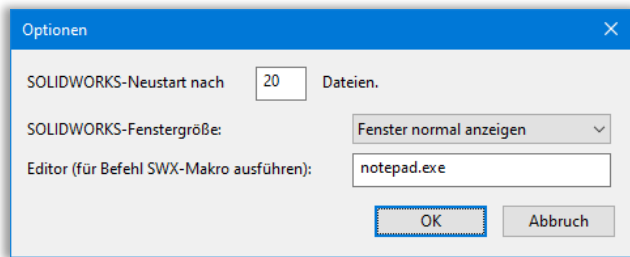 Optionen
SOLIDWORKS-Neustart nach 20 Dateien.
SOLIDWORKS-Fenstergröße: Fenster normal anzeigen
Editor (für Befehl SWX-Makro ausführen): notepad.exe
OK Abbruch